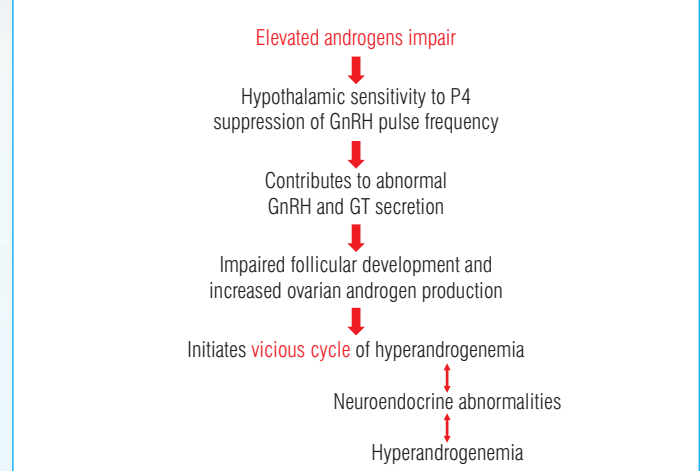 Elevated androgens impair
Hypothalamic sensitivity to P4
suppression of GnRH pulse frequency
Contributes to abnormal
GnRH and GT secretion
Impaired follicular development and
increased ovarian androgen production
Initiates vicious cycle of hyperandrogenemia
Neuroendocrine abnormalities
Hyperandrogenemia